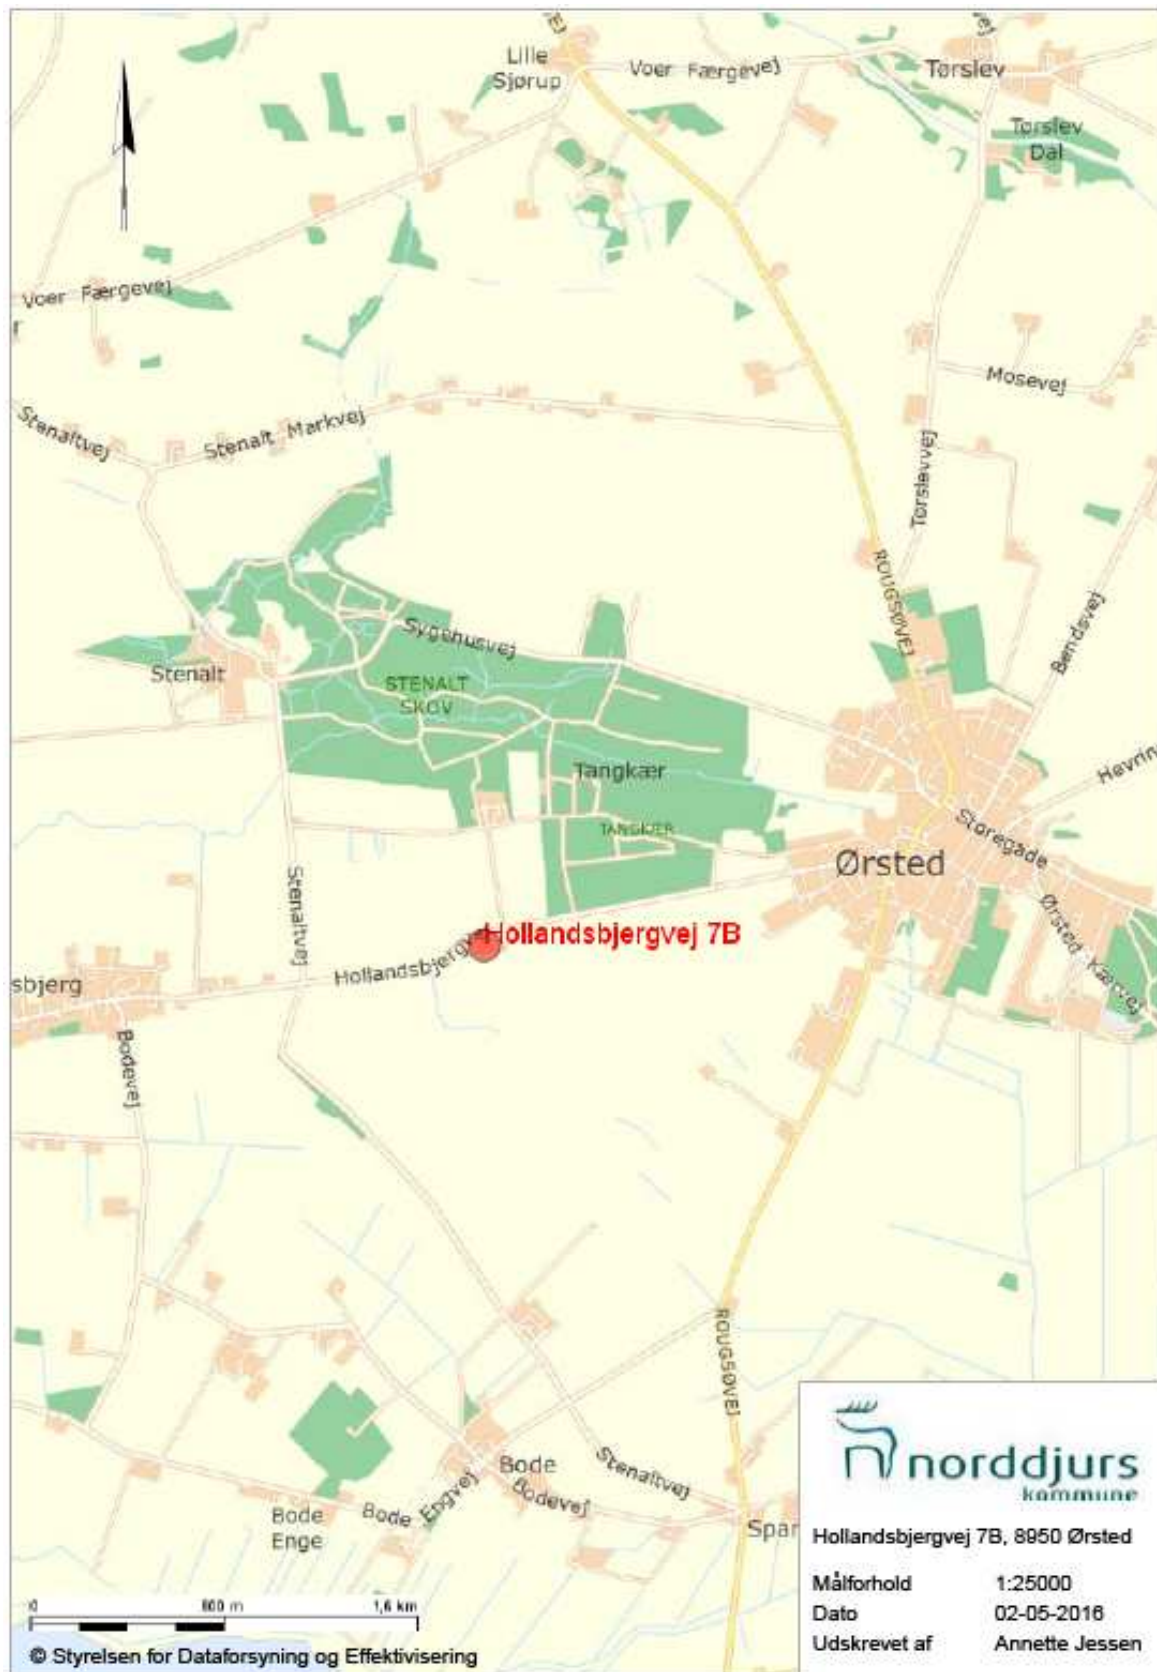 Lille
Sjørup
Voer Færgevej
Tørslev
Tørslev
Dal
Voer Færgevej
Mosevej
Stenaltvej
Stenalt Markvej
Tørslevvej
ROUGSØVEJ
Bendsvej
Sygehusvej
Stenalt
STENALT
SKOV
Tangkær
TANGKÆR
Hevrin
Storegade
Ørsted
Ørsted Kærvej
Stenaltvej
Hollandsbjergvej 7B
Hollandsbjergve
sbjerg
Bodevej
ROUGSØVEJ
Stenaltvej
Bode
Bodevej
Bode Engvej
Bode
Enge
Spar
norddjurs
kommune
Hollandsbjergvej 7B, 8950 Ørsted
Målforhold 1:25000
Dato 02-05-2016
Udskrevet af Annette Jessen
0 800 m 1,6 km
© Styrelsen for Dataforsyning og Effektivisering